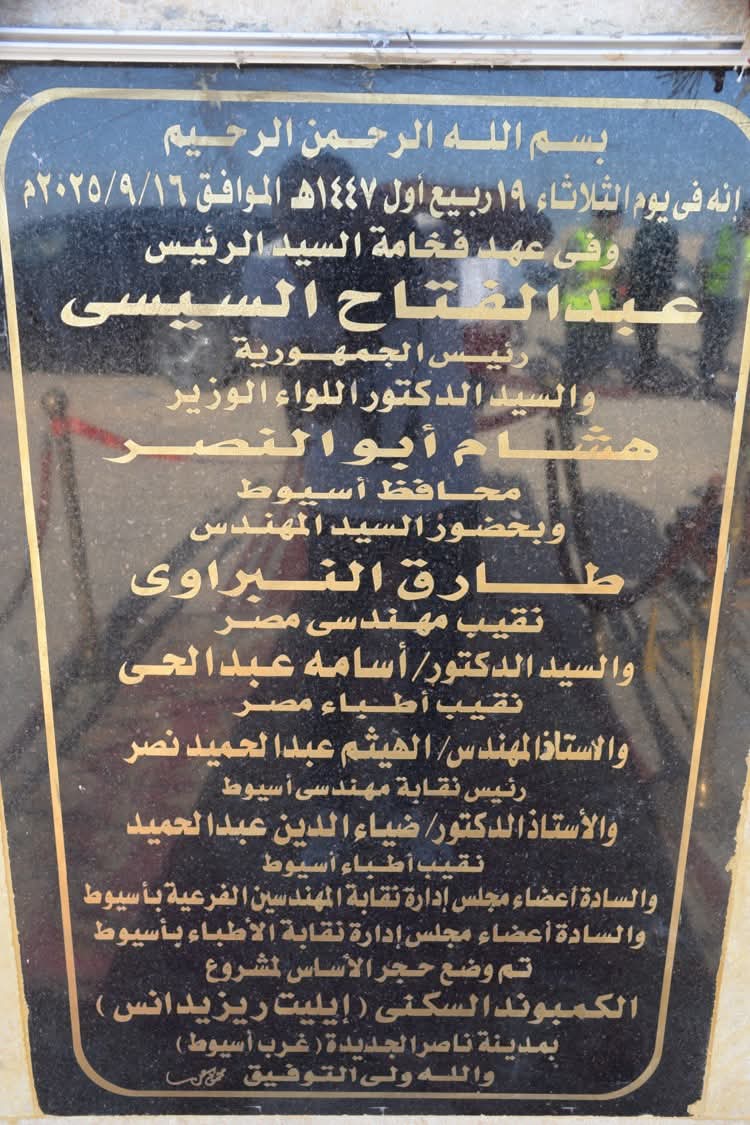 بسم الله الرحمن الرحيم
انه فى يوم الثلاثاء ١٩ ربيع أول ١٤٤٧هـ الموافق ٢٠٢٥/٩/١٦م
وفى عهد فخامة السيد الرئيس
عبدالفتاح السيسى
رئيس الجمهورية
والسيد الدكتور اللواء الوزير
هشام أبو النصر
محافظ أسيوط
وبحضور السيد المهندس
طارق النبراوى
نقيب مهندسى مصر
والسيد الدكتور/ أسامه عبدالحى
نقيب أطباء مصر
والاستاذ المهندس/ الهيثم عبدالحميد نصر
رئيس نقابة مهندسى أسيوط
والأستاذ الدكتور/ ضياء الدين عبدالحميد
نقيب أطباء أسيوط
والسادة أعضاء مجلس إدارة نقابة المهندسين الفرعية بأسيوط
والسادة أعضاء مجلس إدارة نقابة الأطباء بأسيوط
تم وضع حجر الأساس لمشروع
الكمبوند السكنى (إيليت ريزيدانس)
بمدينة ناصر الجديدة (غرب أسيوط)
والله ولى التوفيق